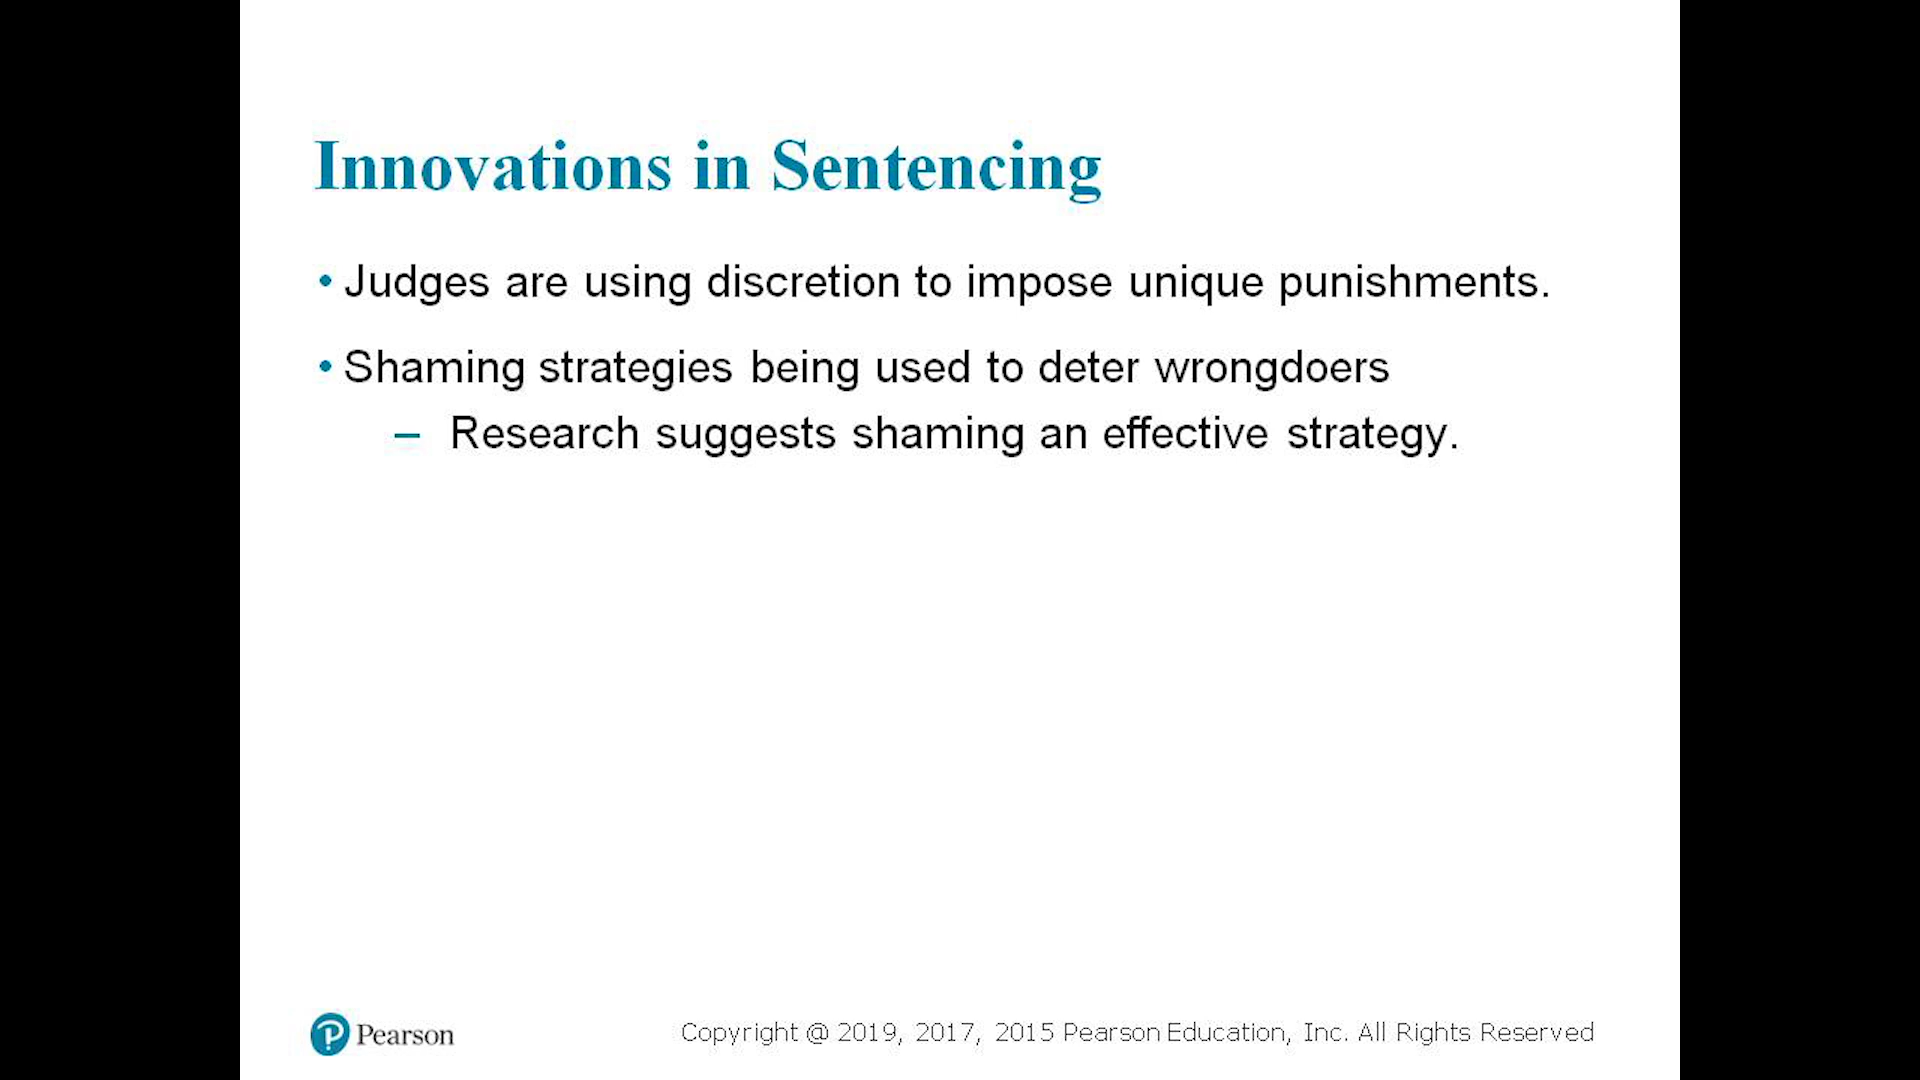 Innovations in Sentencing
• Judges are using discretion to impose unique punishments.
• Shaming strategies being used to deter wrongdoers
– Research suggests shaming an effective strategy.
Pearson
Copyright @ 2019, 2017, 2015 Pearson Education, Inc. All Rights Reserved